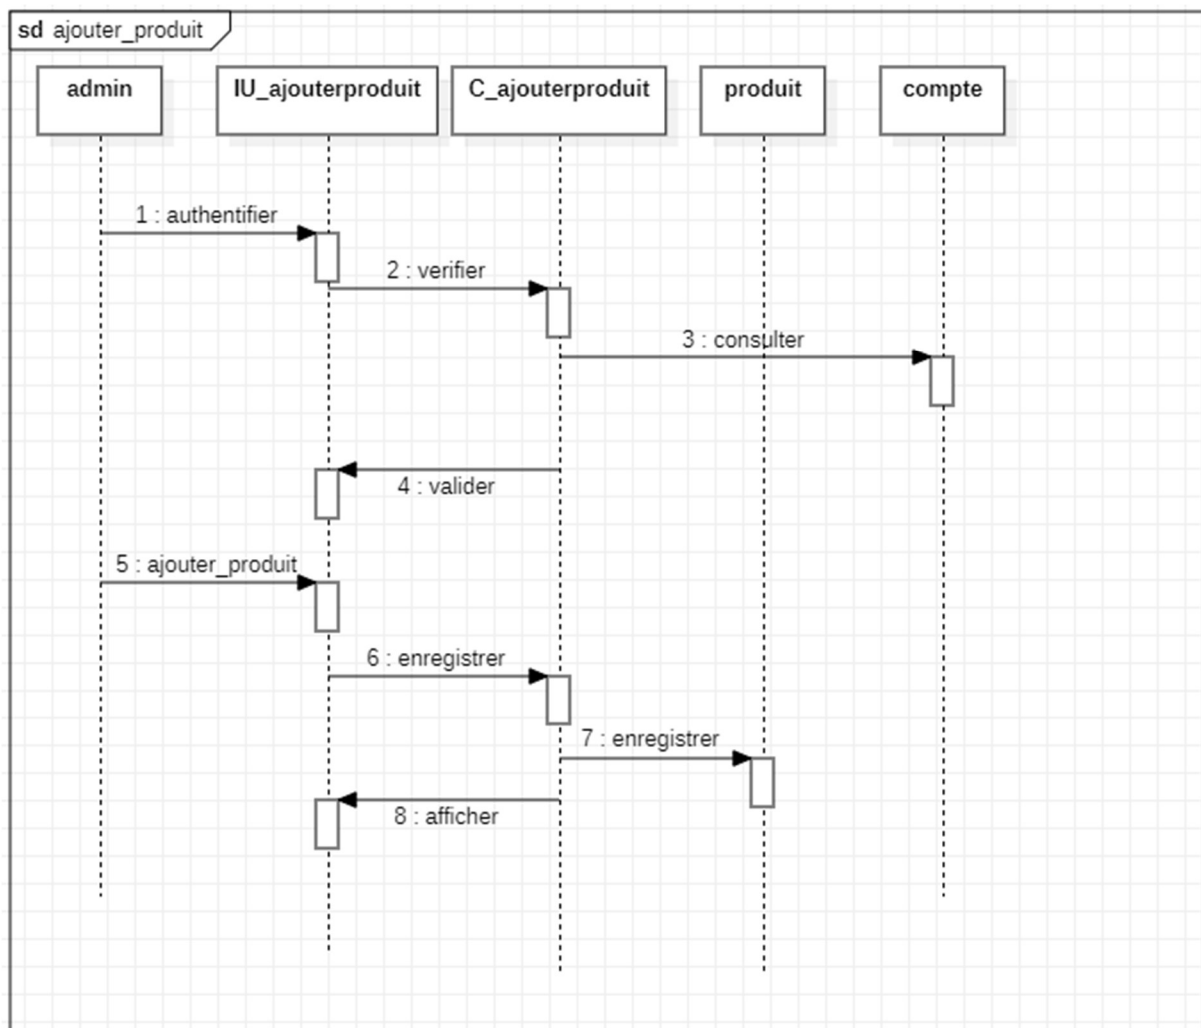 sd ajouter_produit
admin
IU_ajouterproduit
C_ajouterproduit
produit
compte
1 : authentifier
2 : verifier
3 : consulter
4 : valider
5 : ajouter_produit
6 : enregistrer
7 : enregistrer
8 : afficher